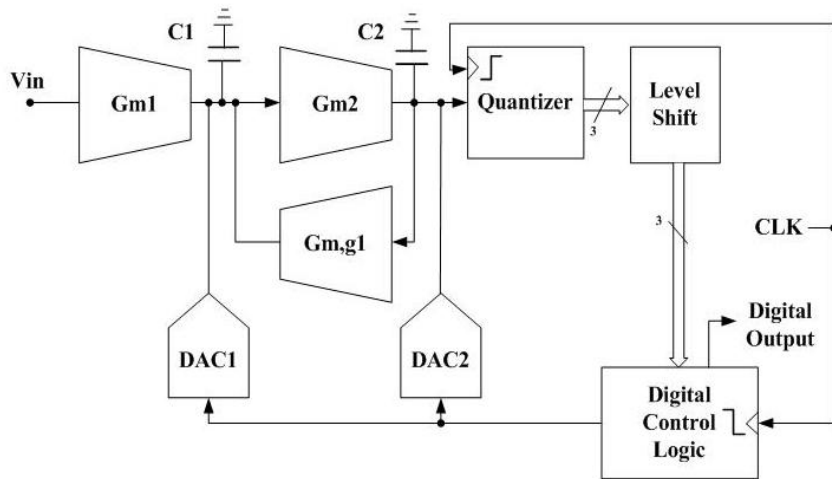 C1
C2
Vin
Gm1
Gm2
Quantizer
3
Level
Shift
Gm,g1
3
CLK
Digital
Output
DAC1
DAC2
Digital
Control
Logic